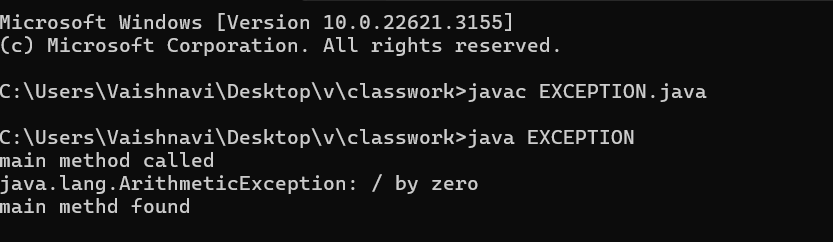 Microsoft Windows [Version 10.0.22621.3155]
(c) Microsoft Corporation. All rights reserved.
C:\Users\Vaishnavi\Desktop\v\classwork>javac EXCEPTION.java
C:\Users\Vaishnavi\Desktop\v\classwork>java EXCEPTION
main method called
java.lang.ArithmeticException: / by zero
main methd found